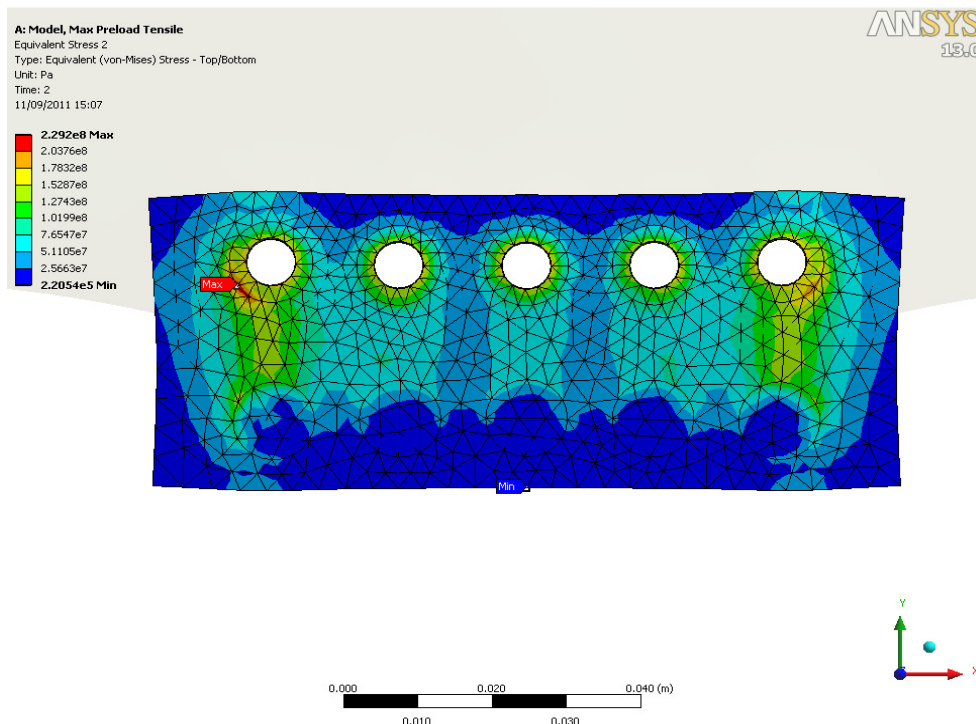 A: Model, Max Preload Tensile
Equivalent Stress 2
Type: Equivalent (von-Mises) Stress - Top/Bottom
Unit: Pa
Time: 2
11/09/2011 15:07
ANSYS
13.0
2.292e8 Max
2.0376e8
1.7832e8
1.5287e8
1.2743e8
1.0199e8
7.6547e7
5.1105e7
2.5663e7
2.2054e5 Min
Max
Min
Y
X
0.000
0.020
0.040 (m)
0.010
0.030